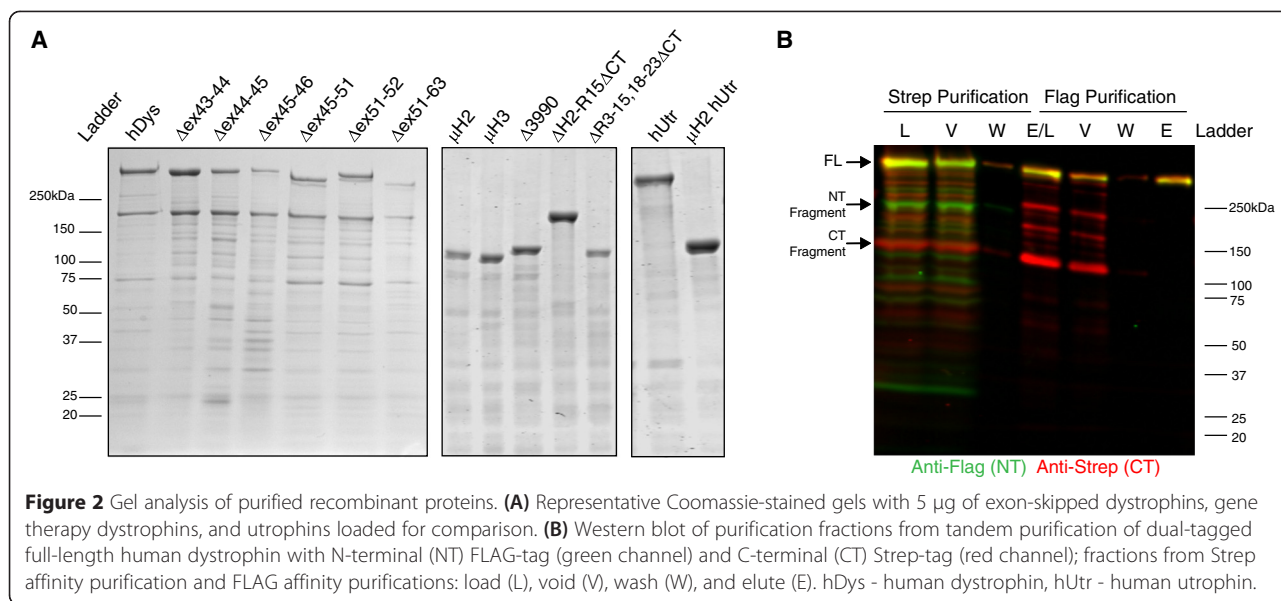 A
Ladder
hDys
Δex43-44
Δex44-45
Δex45-46
Δex45-51
Δex51-52
Δex51-63
μH2
μH3
Δ3990
ΔH2-R15ΔCT
ΔR3-15,18-23ΔCT
hUtr
μH2 hUtr
250kDa
150
100
75
50
37
25
20
B
Strep Purification Flag Purification
L V W E/L V W E Ladder
FL
NT
Fragment
CT
Fragment
250kDa
150
100
75
50
37
25
20
Anti-Flag (NT) Anti-Strep (CT)
Figure 2 Gel analysis of purified recombinant proteins. (A) Representative Coomassie-stained gels with 5 μg of exon-skipped dystrophins, gene
therapy dystrophins, and utrophins loaded for comparison. (B) Western blot of purification fractions from tandem purification of dual-tagged
full-length human dystrophin with N-terminal (NT) FLAG-tag (green channel) and C-terminal (CT) Strep-tag (red channel); fractions from Strep
affinity purification and FLAG affinity purifications: load (L), void (V), wash (W), and elute (E). hDys - human dystrophin, hUtr - human utrophin.